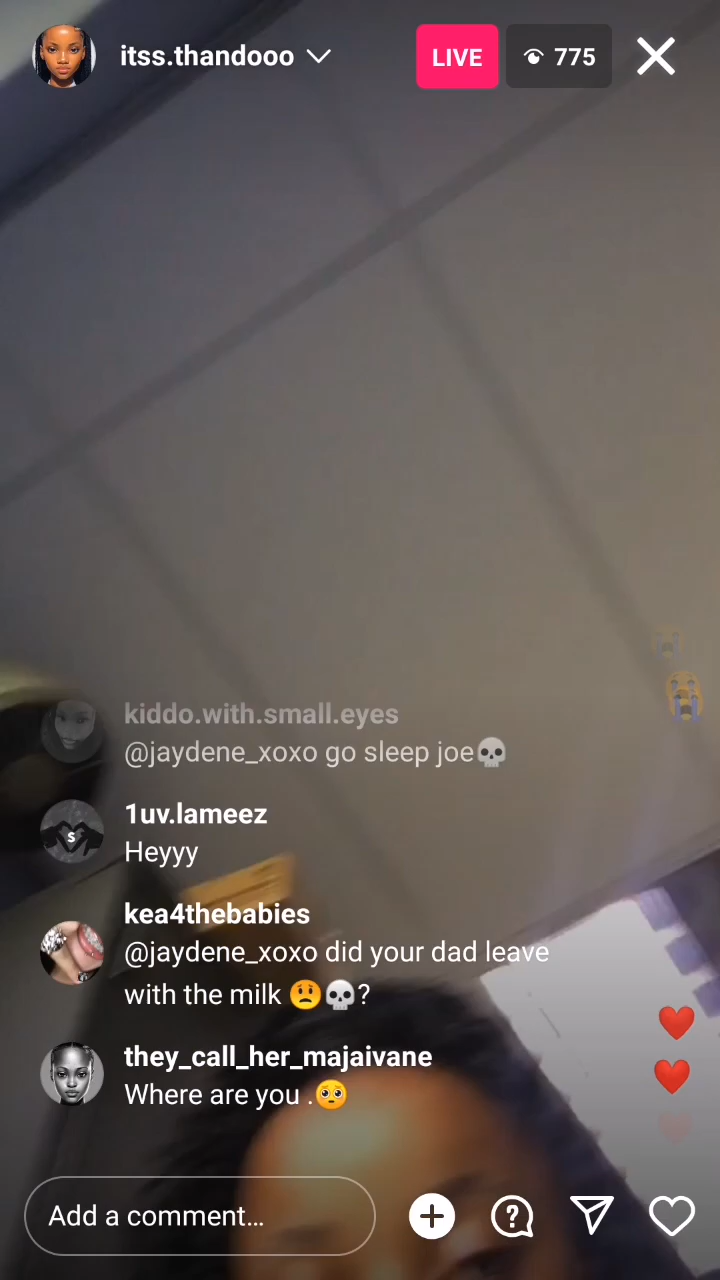 itss.thandooo
LIVE
775
kiddo.with.small.eyes
@jaydene_xoxo go sleep joe💀
1uv.lameez
Heyyy
kea4thebabies
@jaydene_xoxo did your dad leave
with the milk 😟💀?
they_call_her_majaivane
Where are you .🥺
Add a comment...